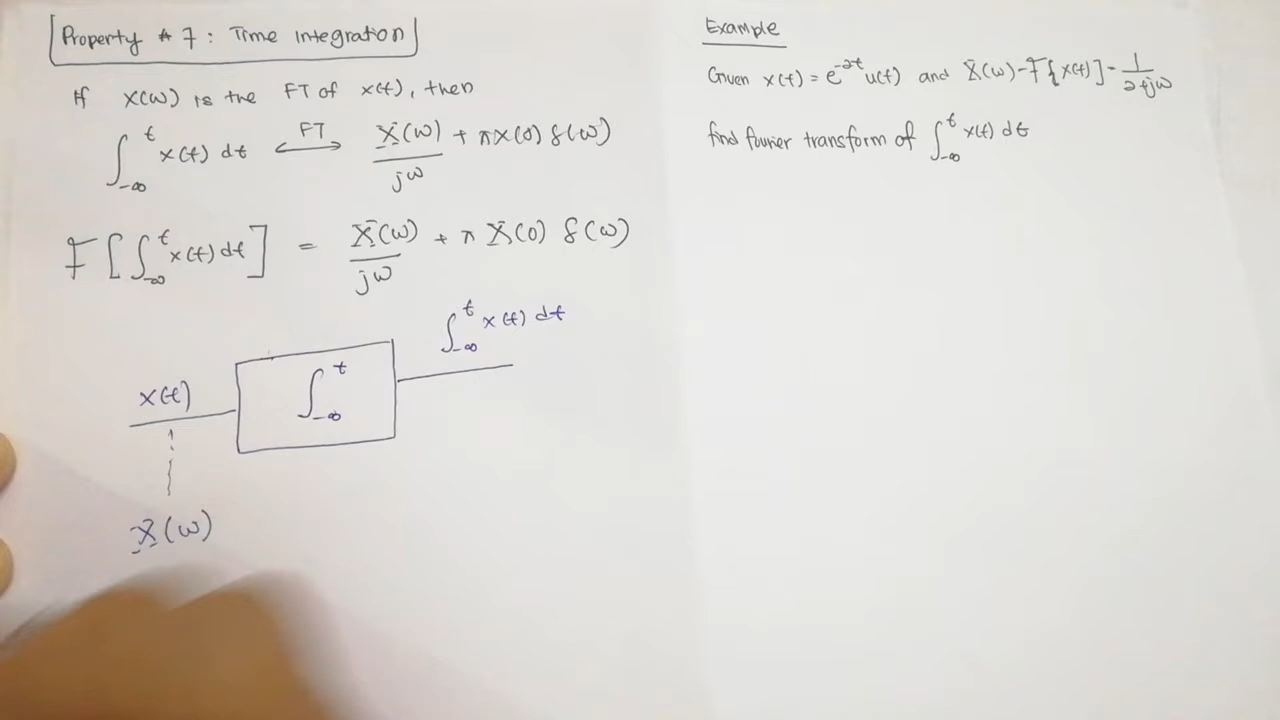 Property # 7 : Time Integration
If X(ω) is the FT of x(t), then
∫_{-∞}^{t} x(t) dt ⟷^{FT} X(ω)/jω + πX(0) δ(ω)
F[∫_{-∞}^{t} x(t) dt] = X(ω)/jω + π X(0) δ(ω)
∫_{-∞}^{t} x(t) dt
x(t)
∫_{-∞}^{t}
X(ω)
Example
Given x(t) = e^{-2t} u(t) and X(ω) - F[x(t)] - 1/(2+jω)
find fourier transform of ∫_{-∞}^{t} x(t) dt